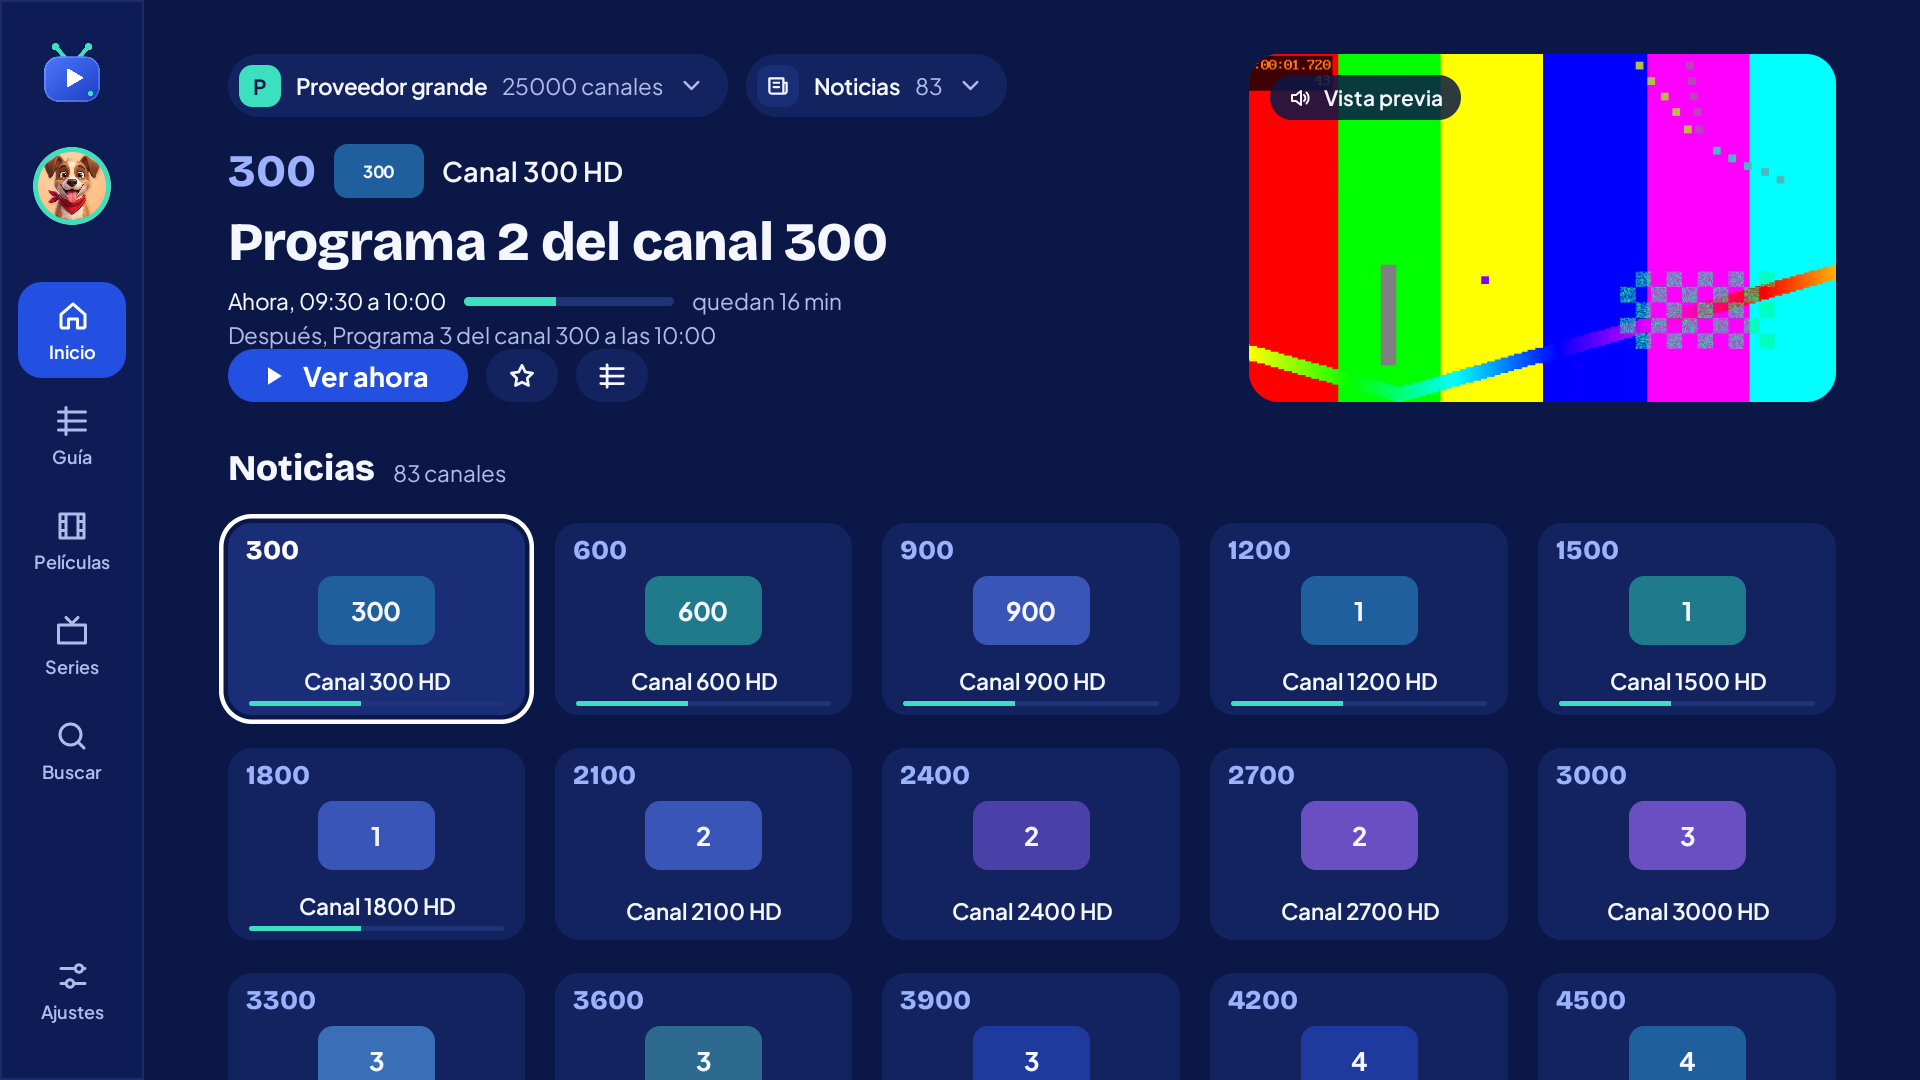 Proveedor grande 25000 canales
Noticias 83
:00:01.720
43
Vista previa
300 300 Canal 300 HD
Programa 2 del canal 300
Ahora, 09:30 a 10:00 quedan 16 min
Después, Programa 3 del canal 300 a las 10:00
Ver ahora
Inicio
Guía
Películas
Series
Buscar
Ajustes
P
Noticias 83 canales
300
300
Canal 300 HD
600
600
Canal 600 HD
900
900
Canal 900 HD
1200
1
Canal 1200 HD
1500
1
Canal 1500 HD
1800
1
Canal 1800 HD
2100
2
Canal 2100 HD
2400
2
Canal 2400 HD
2700
2
Canal 2700 HD
3000
3
Canal 3000 HD
3300
3
3600
3
3900
3
4200
4
4500
4